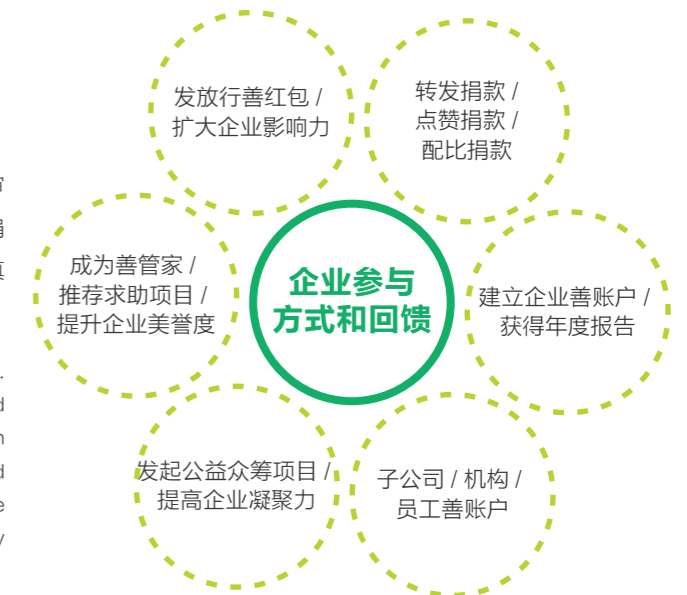 发放行善红包 /
扩大企业影响力
转发捐款 /
点赞捐款 /
配比捐款
成为善管家 /
推荐求助项目 /
提升企业美誉度
企业参与
方式和回馈
建立企业善账户 /
获得年度报告
发起公益众筹项目 /
提高企业凝聚力
子公司 / 机构 /
员工善账户